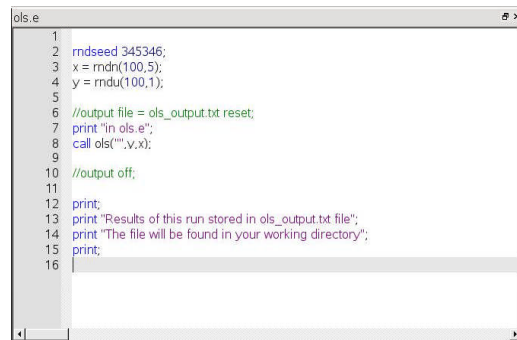 ols.e
1
2 rndseed 345346;
3 x = rndn(100,5);
4 y = rndu(100,1);
5
6 //output file = ols_output.txt reset;
7 print "in ols.e";
8 call ols("",y,x);
9
10 //output off;
11
12 print;
13 print "Results of this run stored in ols_output.txt file";
14 print "The file will be found in your working directory";
15 print;
16